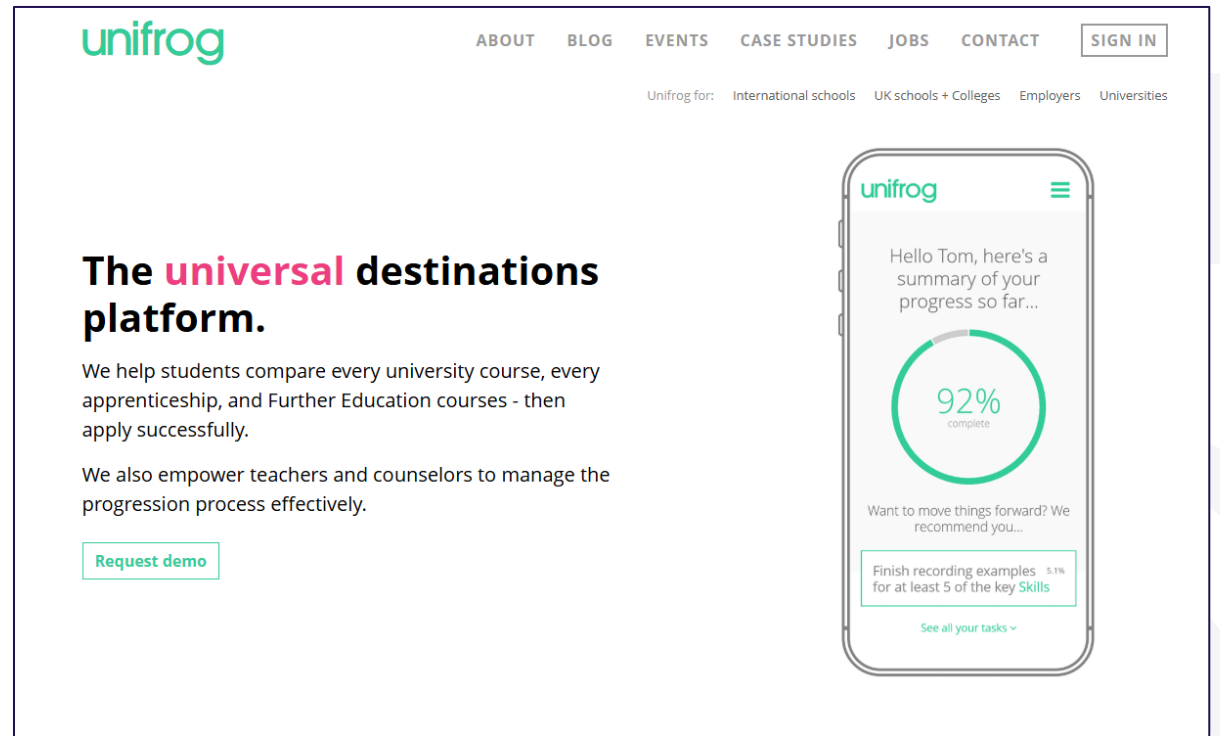 unifrog
ABOUT BLOG EVENTS CASE STUDIES JOBS CONTACT SIGN IN
Unifrog for: International schools UK schools + Colleges Employers Universities
The universal destinations
platform.
We help students compare every university course, every
apprenticeship, and Further Education courses - then
apply successfully.
We also empower teachers and counselors to manage the
progression process effectively.
Request demo
unifrog
Hello Tom, here's a
summary of your
progress so far...
92%
complete
Want to move things forward? We
recommend you...
Finish recording examples 5.1%
for at least 5 of the key Skills
See all your tasks